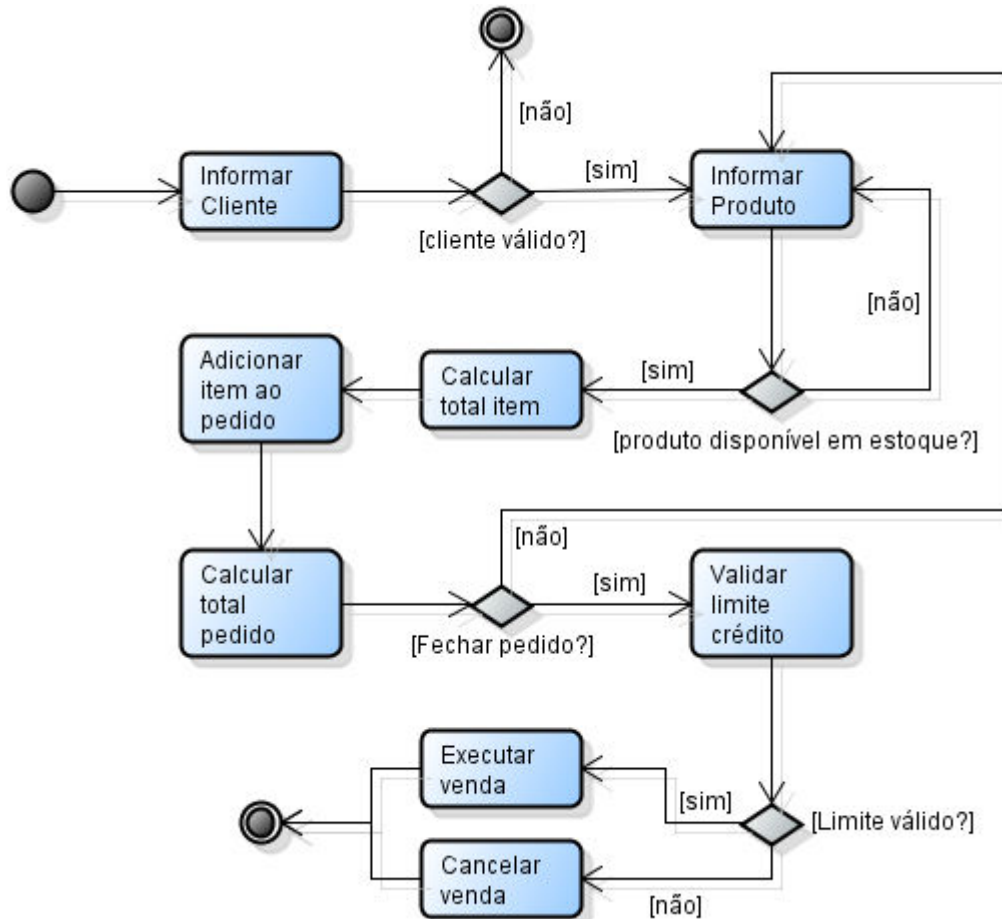 [não]
Informar
Cliente
[sim]
Informar
Produto
[cliente válido?]
[não]
Adicionar
item ao
pedido
Calcular
total item
[sim]
[produto disponível em estoque?]
[não]
Calcular
total
pedido
[sim]
Validar
limite
crédito
[Fechar pedido?]
Executar
venda
[sim]
[Limite válido?]
Cancelar
venda
[não]